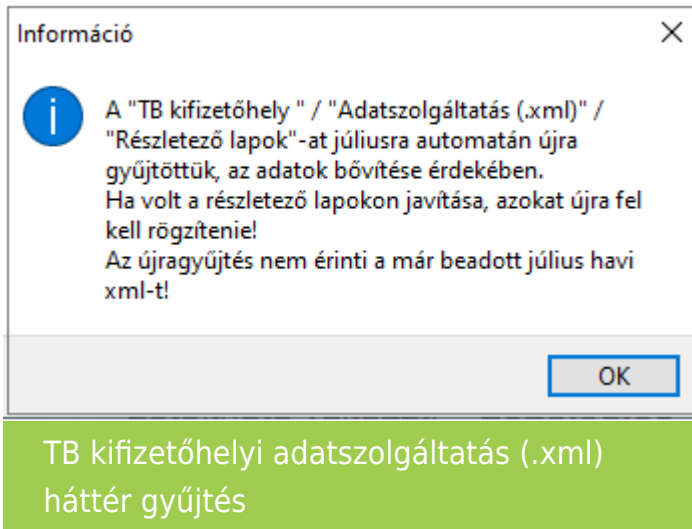 Információ
A "TB kifizetőhely " / "Adatszolgáltatás (.xml)" /
"Részletező lapok"-at júliusra automatán újra
gyűjtöttük, az adatok bővítése érdekében.
Ha volt a részletező lapokon javítása, azokat újra fel
kell rögzítenie!
Az újragyűjtés nem érinti a már beadott július havi
xml-t!
OK
TB kifizetőhelyi adatszolgáltatás (.xml)
háttér gyűjtés